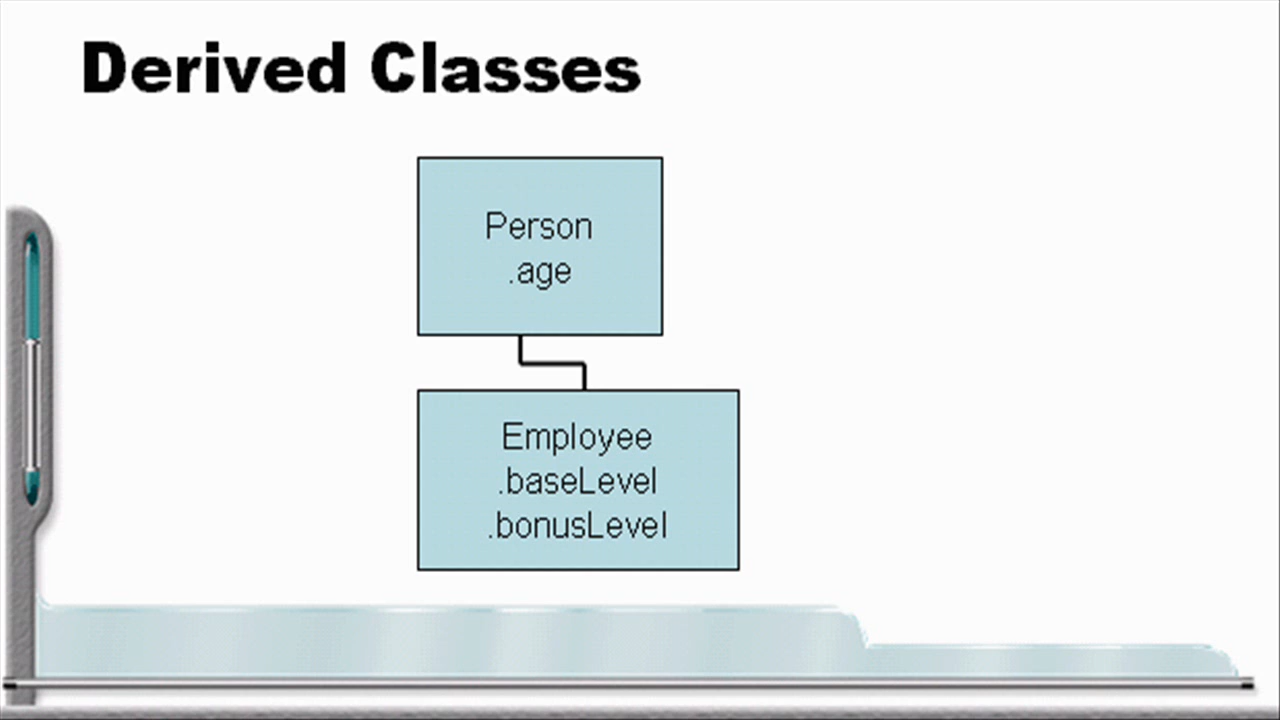 Derived Classes
Person
.age
Employee
.baseLevel
.bonusLevel